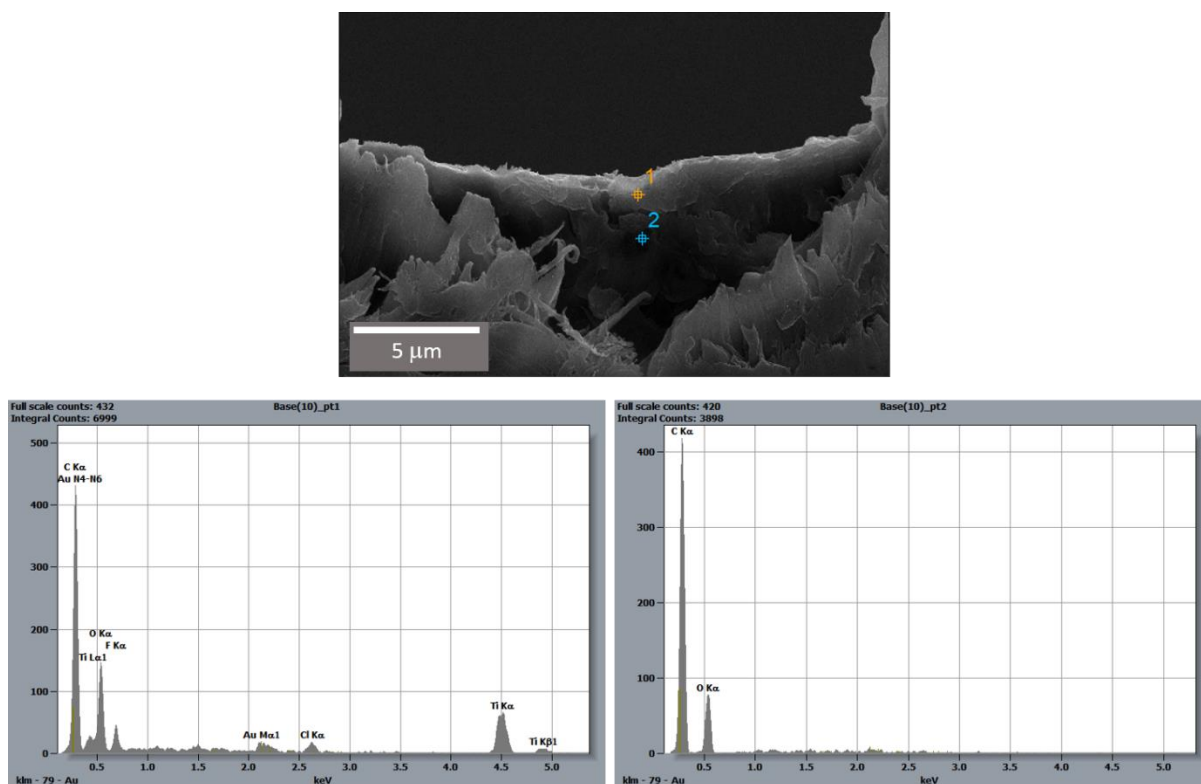 1
2
5 µm
Full scale counts: 432
Base(10)_pt1
Integral Counts: 6999
500
C Kα
Au N4-N6
400
300
200
O Kα
F Kα
Ti Lα1
100
Au Mα1
Cl Kα
Ti Kα
Ti Kβ1
0
0.5 1.0 1.5 2.0 2.5 3.0 3.5 4.0 4.5 5.0
klm - 79 - Au
keV
Full scale counts: 420
Base(10)_pt2
Integral Counts: 3898
C Kα
400
300
200
100
O Kα
0
0.5 1.0 1.5 2.0 2.5 3.0 3.5 4.0 4.5 5.0
klm - 79 - Au
keV